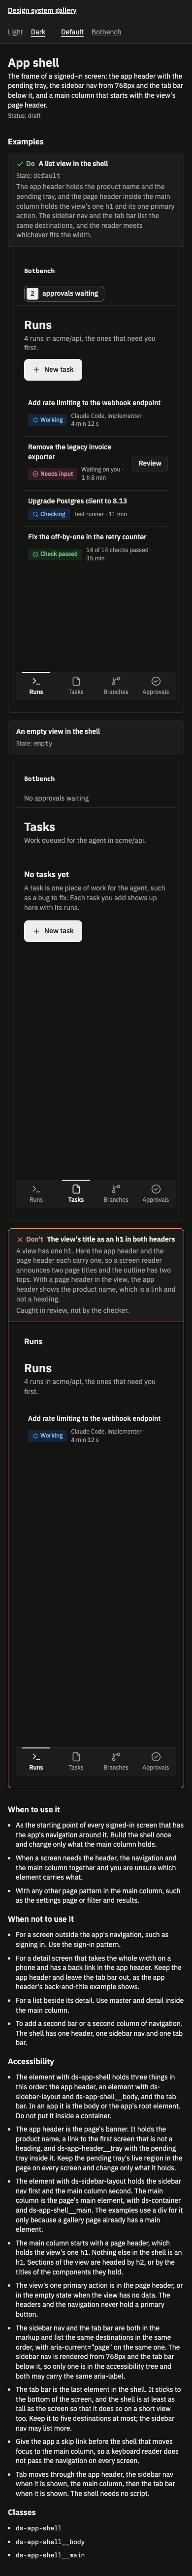 Design system gallery
Light Dark Default Botbench
App shell
The frame of a signed-in screen: the app header with the
pending tray, the sidebar nav from 768px and the tab bar
below it, and a main column that starts with the view's
page header.
Status: draft
Examples
Do A list view in the shell
State: default
The app header holds the product name and the
pending tray, and the page header inside the main
column holds the view's one h1 and its one primary
action. The sidebar nav and the tab bar list the
same destinations, and the reader meets
whichever fits the width.
Botbench
2 approvals waiting
Runs
4 runs in acme/api, the ones that need you
first.
New task
Add rate limiting to the webhook endpoint
Working
Claude Code, implementer ·
4 min 12 s
Remove the legacy invoice
exporter
Needs input
Waiting on you ·
1 h 8 min
Review
Upgrade Postgres client to 8.13
Checking
Test runner · 11 min
Fix the off-by-one in the retry counter
Check passed
14 of 14 checks passed ·
35 min
Runs Tasks Branches Approvals
An empty view in the shell
State: empty
Botbench
No approvals waiting
Tasks
Work queued for the agent in acme/api.
No tasks yet
A task is one piece of work for the agent, such
as a bug to fix. Each task you add shows up
here with its runs.
New task
Runs Tasks Branches Approvals
Don't The view's title as an h1 in both headers
A view has one h1. Here the app header and the
page header each carry one, so a screen reader
announces two page titles and the outline has two
tops. With a page header in the view, the app
header shows the product name, which is a link and
not a heading.
Caught in review, not by the checker.
Runs
Runs
4 runs in acme/api, the ones that need you
first.
Add rate limiting to the webhook endpoint
Working
Claude Code, implementer ·
4 min 12 s
Runs Tasks Branches Approvals
When to use it
As the starting point of every signed-in screen that has
the app's navigation around it. Build the shell once
and change only what the main column holds.
When a screen needs the header, the navigation and
the main column together and you are unsure which
element carries what.
With any other page pattern in the main column, such
as the settings page or filter and results.
When not to use it
For a screen outside the app's navigation, such as
signing in. Use the sign-in pattern.
For a detail screen that takes the whole width on a
phone and has a back link in the app header. Keep the
app header and leave the tab bar out, as the app
header's back-and-title example shows.
For a list beside its detail. Use master and detail inside
the main column.
To add a second bar or a second column of navigation.
The shell has one header, one sidebar nav and one tab
bar.
Accessibility
The element with ds-app-shell holds three things in
this order: the app header, an element with ds-
sidebar-layout and ds-app-shell__body, and the tab
bar. In an app it is the body or the app's root element.
Do not put it inside a container.
The app header is the page's banner. It holds the
product name, a link to the first screen that is not a
heading, and ds-app-header__tray with the pending
tray inside it. Keep the pending tray's live region in the
page on every screen and change only what it holds.
The element with ds-sidebar-layout holds the sidebar
nav first and the main column second. The main
column is the page's main element, with ds-container
and ds-app-shell__main. The examples use a div for it
only because a gallery page already has a main
element.
The main column starts with a page header, which
holds the view's one h1. Nothing else in the shell is an
h1. Sections of the view are headed by h2, or by the
titles of the components they hold.
The view's one primary action is in the page header, or
in the empty state when the view has no data. The
headers and the navigation never hold a primary
button.
The sidebar nav and the tab bar are both in the
markup and list the same destinations in the same
order, with aria-current="page" on the same one. The
sidebar nav is rendered from 768px and the tab bar
below it, so only one is in the accessibility tree and
both may carry the same aria-label.
The tab bar is the last element in the shell. It sticks to
the bottom of the screen, and the shell is at least as
tall as the screen so that it does so on a short view
too. Keep it to five destinations at most; the sidebar
nav may list more.
Give the app a skip link before the shell that moves
focus to the main column, so a keyboard reader does
not pass the navigation on every screen.
Tab moves through the app header, the sidebar nav
when it is shown, the main column, then the tab bar
when it is shown. The shell needs no script.
Classes
ds-app-shell
ds-app-shell__body
ds-app-shell__main